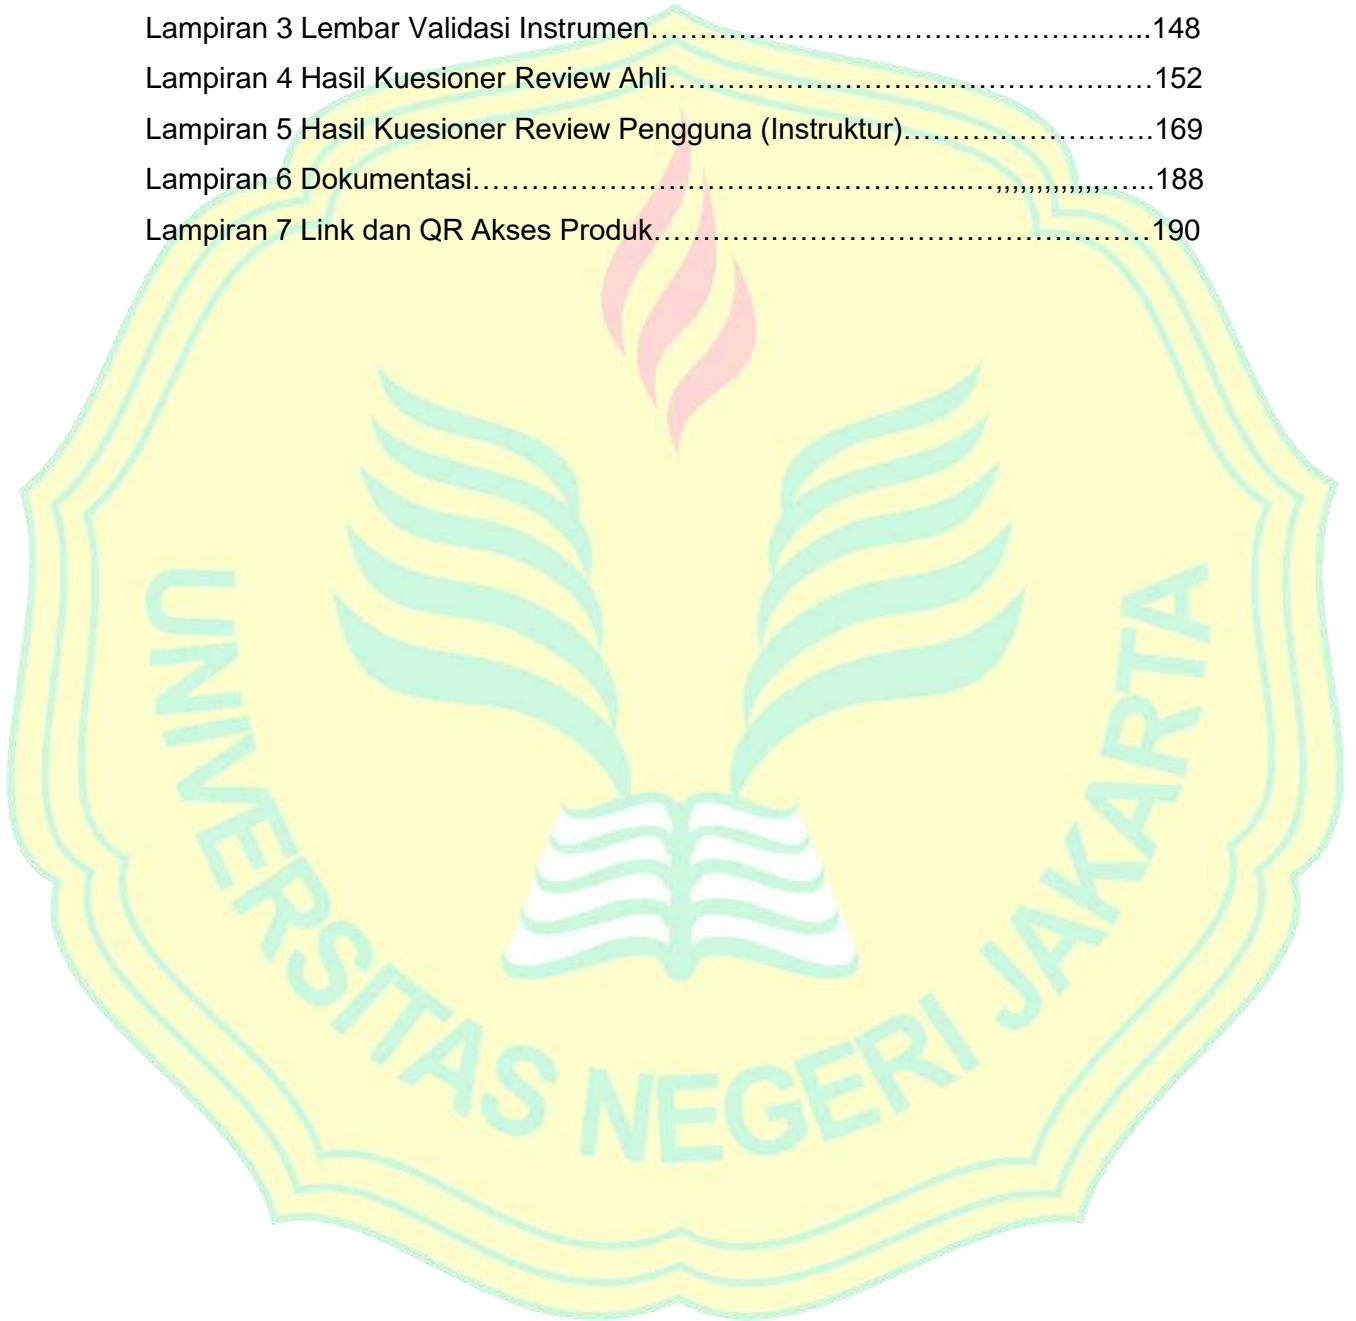 Lampiran 3 Lembar Validasi Instrumen……………………………………………..…..148
Lampiran 4 Hasil Kuesioner Review Ahli………………………..…………………152
Lampiran 5 Hasil Kuesioner Review Pengguna (Instruktur)……….…………….169
Lampiran 6 Dokumentasi…………………………………………...…,,,,,,,,,,,,,…...188
Lampiran 7 Link dan QR Akses Produk………………………………….………190
UNIVERSITAS NEGERI JAKARTA